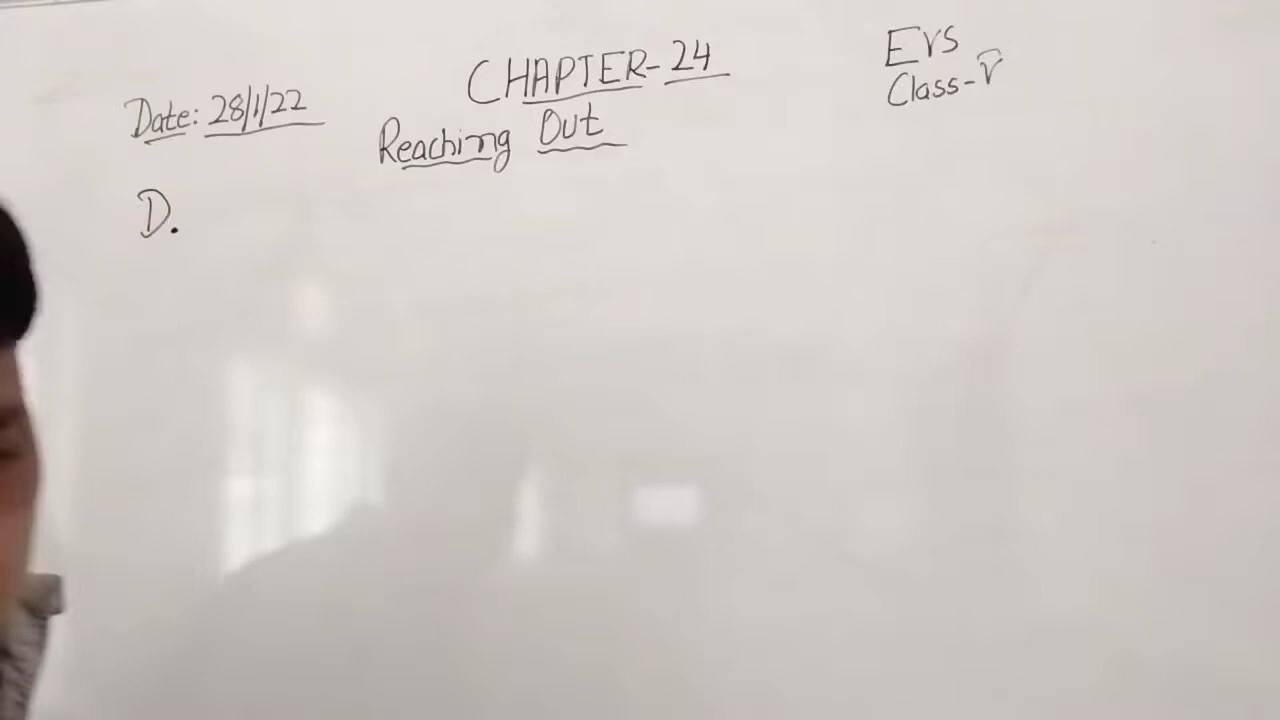 EVS
Class-V
CHAPTER-24
Date: 28/1/22
Reaching Out
D.